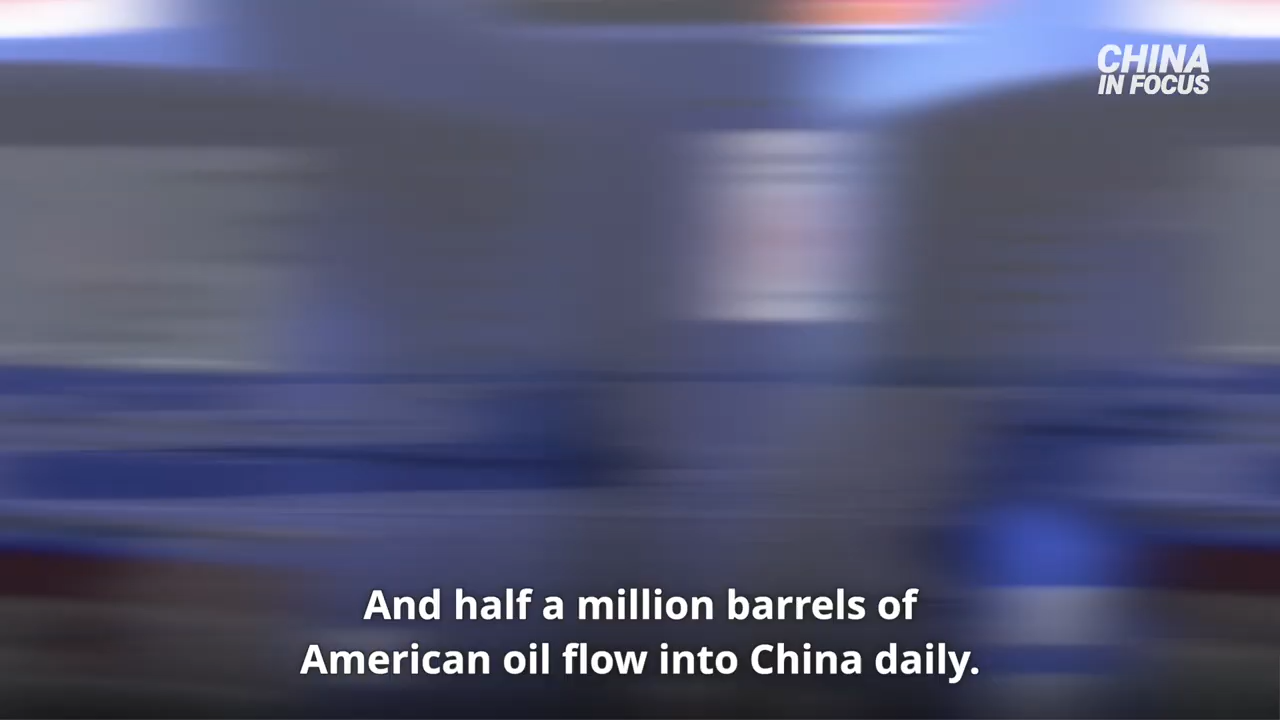 CHINA
IN FOCUS
And half a million barrels of
American oil flow into China daily.